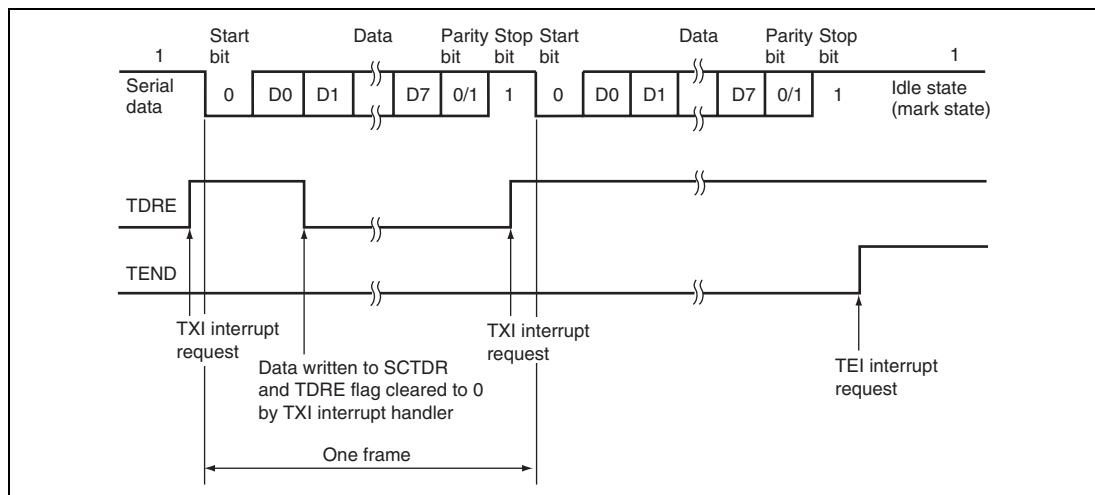 Start bit Data Parity bit Stop bit Start bit Data Parity bit Stop bit
1 1
Serial data 0 D0 D1 D7 0/1 1 0 D0 D1 D7 0/1 1 Idle state (mark state)
TDRE
TEND
TXI interrupt request
Data written to SCTDR
and TDRE flag cleared to 0
by TXI interrupt handler
TXI interrupt request
TEI interrupt request
One frame